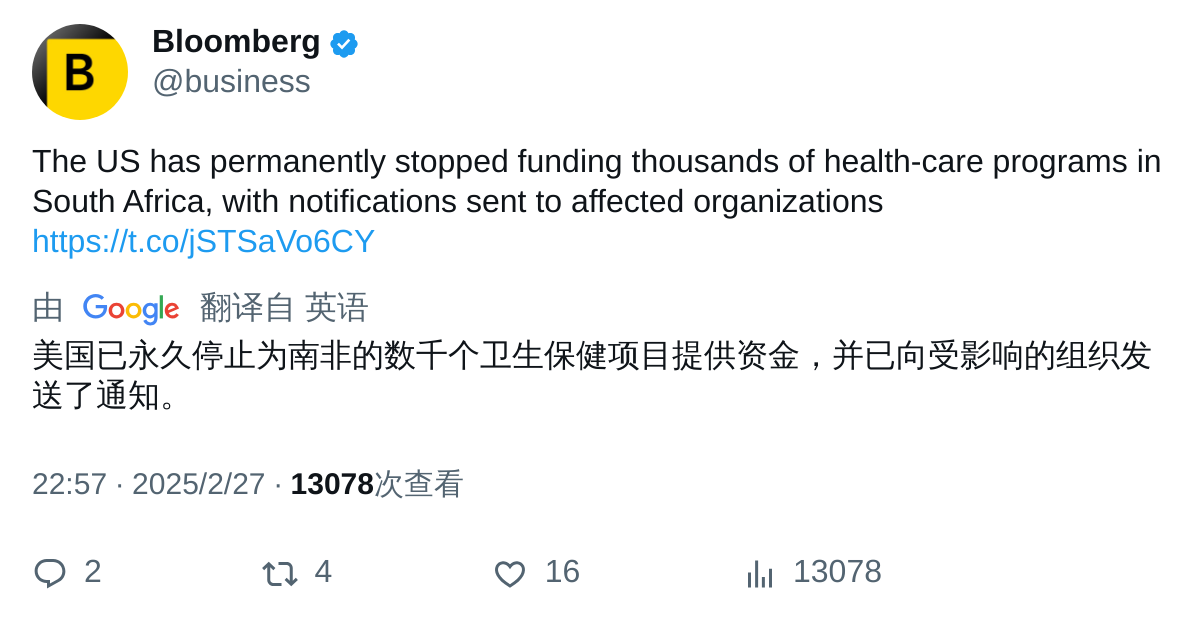 B
Bloomberg
@business
The US has permanently stopped funding thousands of health-care programs in
South Africa, with notifications sent to affected organizations
https://t.co/jSTSaVo6CY
由 Google 翻译自 英语
美国已永久停止为南非的数千个卫生保健项目提供资金，并已向受影响的组织发
送了通知。
22:57 · 2025/2/27 · 13078次查看
2 4 16 13078